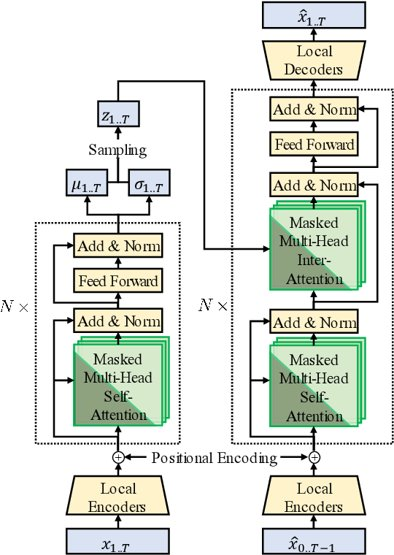 x̂₁..T
Local
Decoders
Add & Norm
Feed Forward
Add & Norm
Masked
Multi-Head
Inter-
Attention
N ×
Add & Norm
Masked
Multi-Head
Self-
Attention
z₁..T
Sampling
μ₁..T
σ₁..T
Add & Norm
Feed Forward
N ×
Add & Norm
Masked
Multi-Head
Self-
Attention
Positional Encoding
Local
Encoders
x₁..T
Local
Encoders
x̂₀..T−1